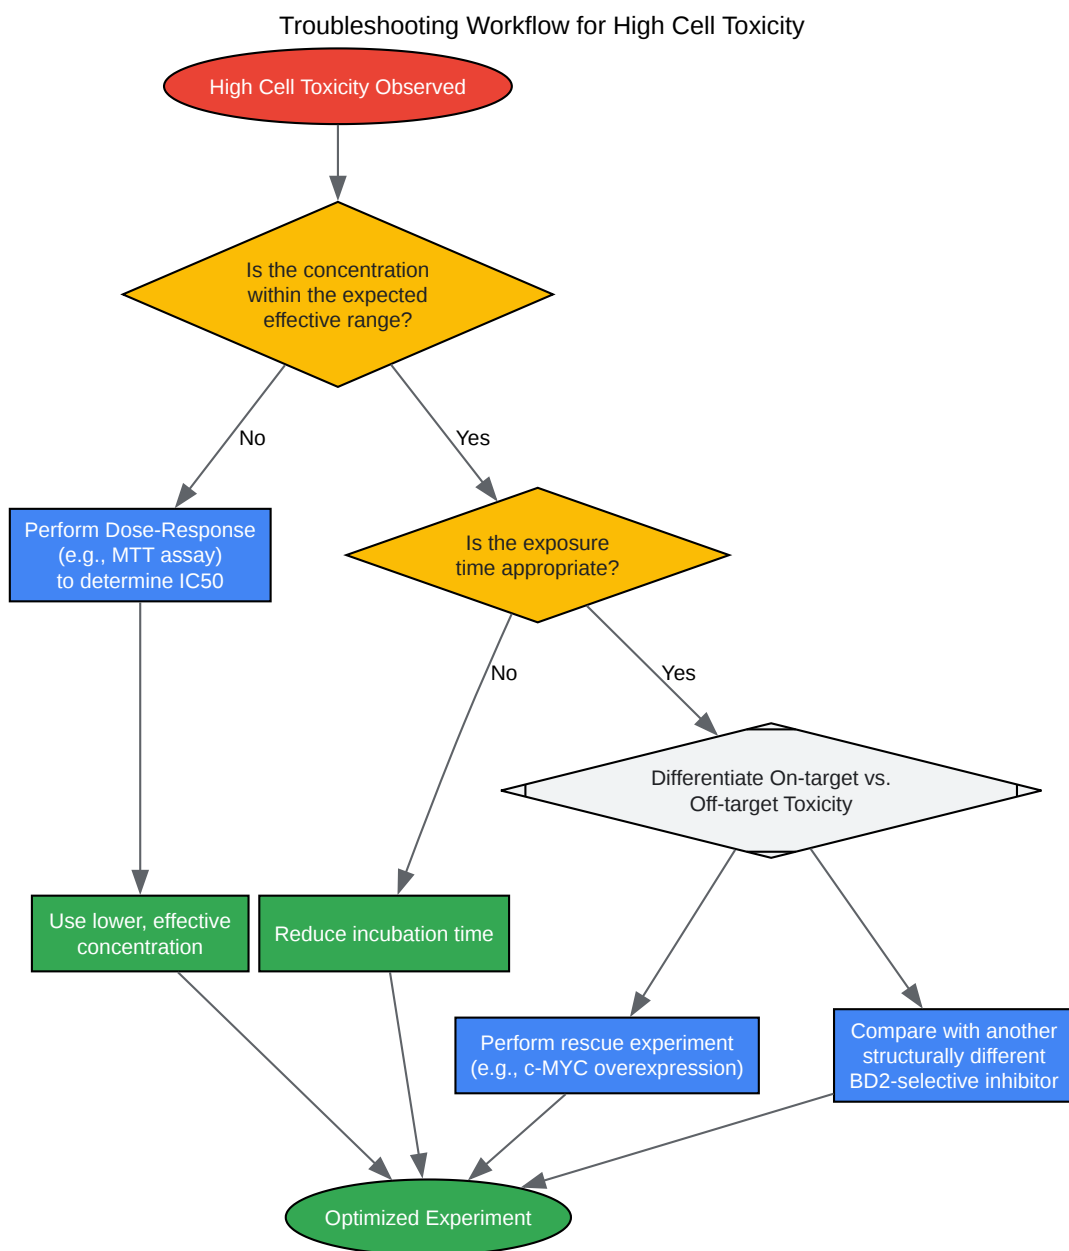 Troubleshooting Workflow for High Cell Toxicity
High Cell Toxicity Observed
Is the concentration
within the expected
effective range?
No
Yes
Perform Dose-Response
(e.g., MTT assay)
to determine IC50
Is the exposure
time appropriate?
No
Yes
Differentiate On-target vs.
Off-target Toxicity
Use lower, effective
concentration
Reduce incubation time
Perform rescue experiment
(e.g., c-MYC overexpression)
Compare with another
structurally different
BD2-selective inhibitor
Optimized Experiment